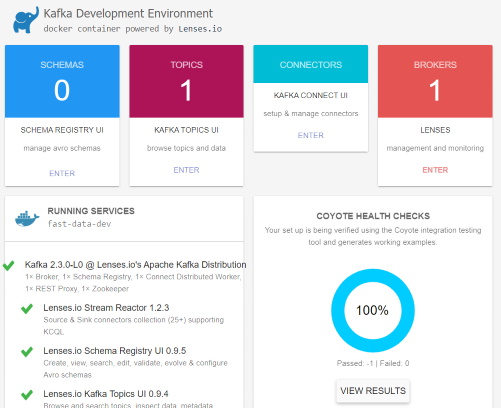 Kafka Development Environment
docker container powered by Lenses.io
SCHEMAS
0
SCHEMA REGISTRY UI
manage avro schemas
ENTER
TOPICS
1
KAFKA TOPICS UI
browse topics and data
ENTER
CONNECTORS
KAFKA CONNECT UI
setup & manage connectors
ENTER
BROKERS
1
LENSES
management and monitoring
ENTER
RUNNING SERVICES
fast-data-dev
Kafka 2.3.0-L0 @ Lenses.io's Apache Kafka Distribution
1× Broker, 1× Schema Registry, 1× Connect Distributed Worker,
1× REST Proxy, 1× Zookeeper
Lenses.io Stream Reactor 1.2.3
Source & Sink connectors collection (25+) supporting
KCQL
Lenses.io Schema Registry UI 0.9.5
Create, view, search, edit, validate, evolve & configure
Avro schemas
Lenses.io Kafka Topics UI 0.9.4
Browse and search topics, inspect data, metadata
COYOTE HEALTH CHECKS
Your set up is being verified using the Coyote integration testing
tool and generates working examples.
100%
Passed: -1 | Failed: 0
VIEW RESULTS